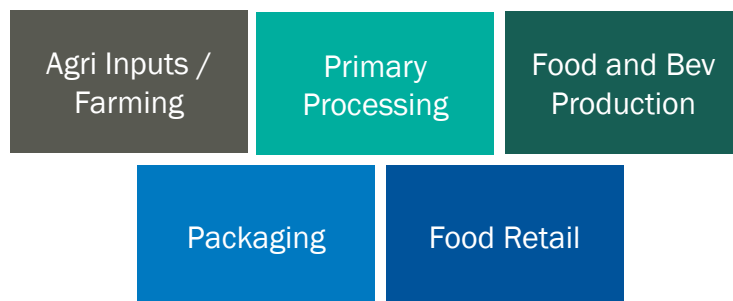 Agri Inputs /
Farming
Primary
Processing
Food and Bev
Production
Packaging
Food Retail